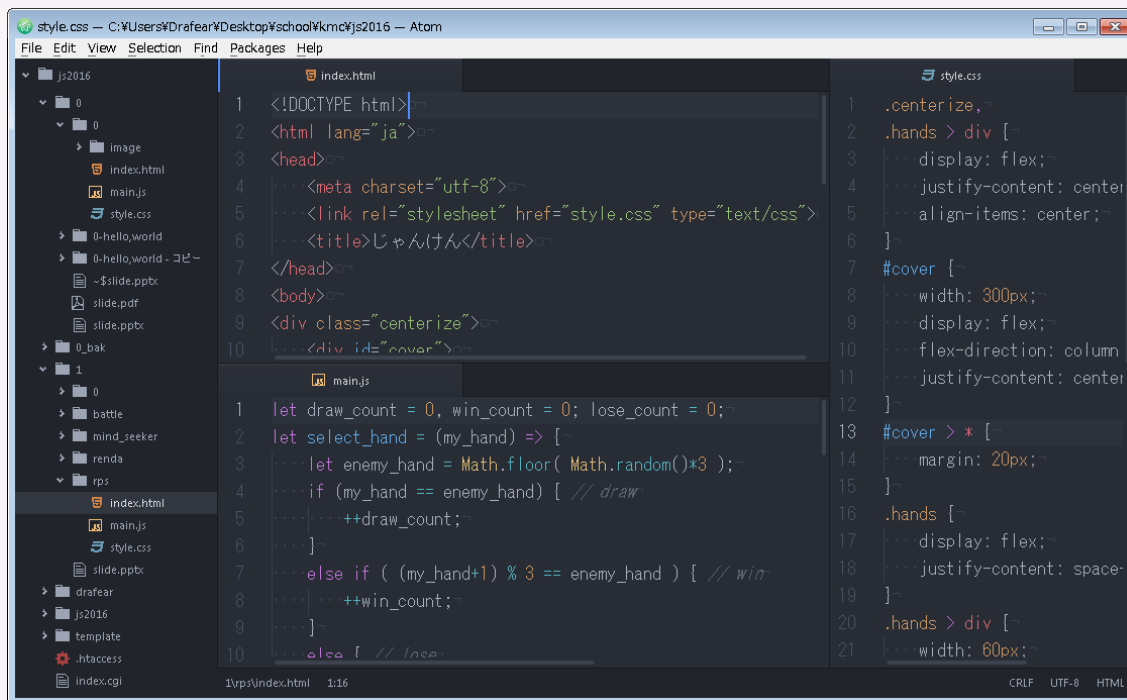 style.css — C:¥Users¥Drafear¥Desktop¥school¥kmc¥js2016 — Atom
File Edit View Selection Find Packages Help
js2016
0
0
image
index.html
main.js
style.css
0-hello,world
0-hello,world - コピー
~$slide.pptx
slide.pdf
slide.pptx
0_bak
1
0
battle
mind_seeker
renda
rps
index.html
main.js
style.css
slide.pptx
drafear
js2016
template
.htaccess
index.cgi
index.html
1 <!DOCTYPE html>
2 <html lang="ja">
3 <head>
4 <meta charset="utf-8">
5 <link rel="stylesheet" href="style.css" type="text/css">
6 <title>じゃんけん</title>
7 </head>
8 <body>
9 <div class="centerize">
10 <div id="cover">
main.js
1 let draw_count = 0, win_count = 0; lose_count = 0;
2 let select_hand = (my_hand) => {
3 let enemy_hand = Math.floor( Math.random()*3 );
4 if (my_hand == enemy_hand) { // draw
5 ++draw_count;
6 }
7 else if ( (my_hand+1) % 3 == enemy_hand ) { // win
8 ++win_count;
9 }
10 else { // lose
style.css
1 .centerize,
2 .hands > div {
3 display: flex;
4 justify-content: center
5 align-items: center;
6 }
7 #cover {
8 width: 300px;
9 display: flex;
10 flex-direction: column
11 justify-content: center
12 }
13 #cover > * {
14 margin: 20px;
15 }
16 .hands {
17 display: flex;
18 justify-content: space-
19 }
20 .hands > div {
21 width: 60px;
1\rps\index.html 1:16
CRLF UTF-8 HTML